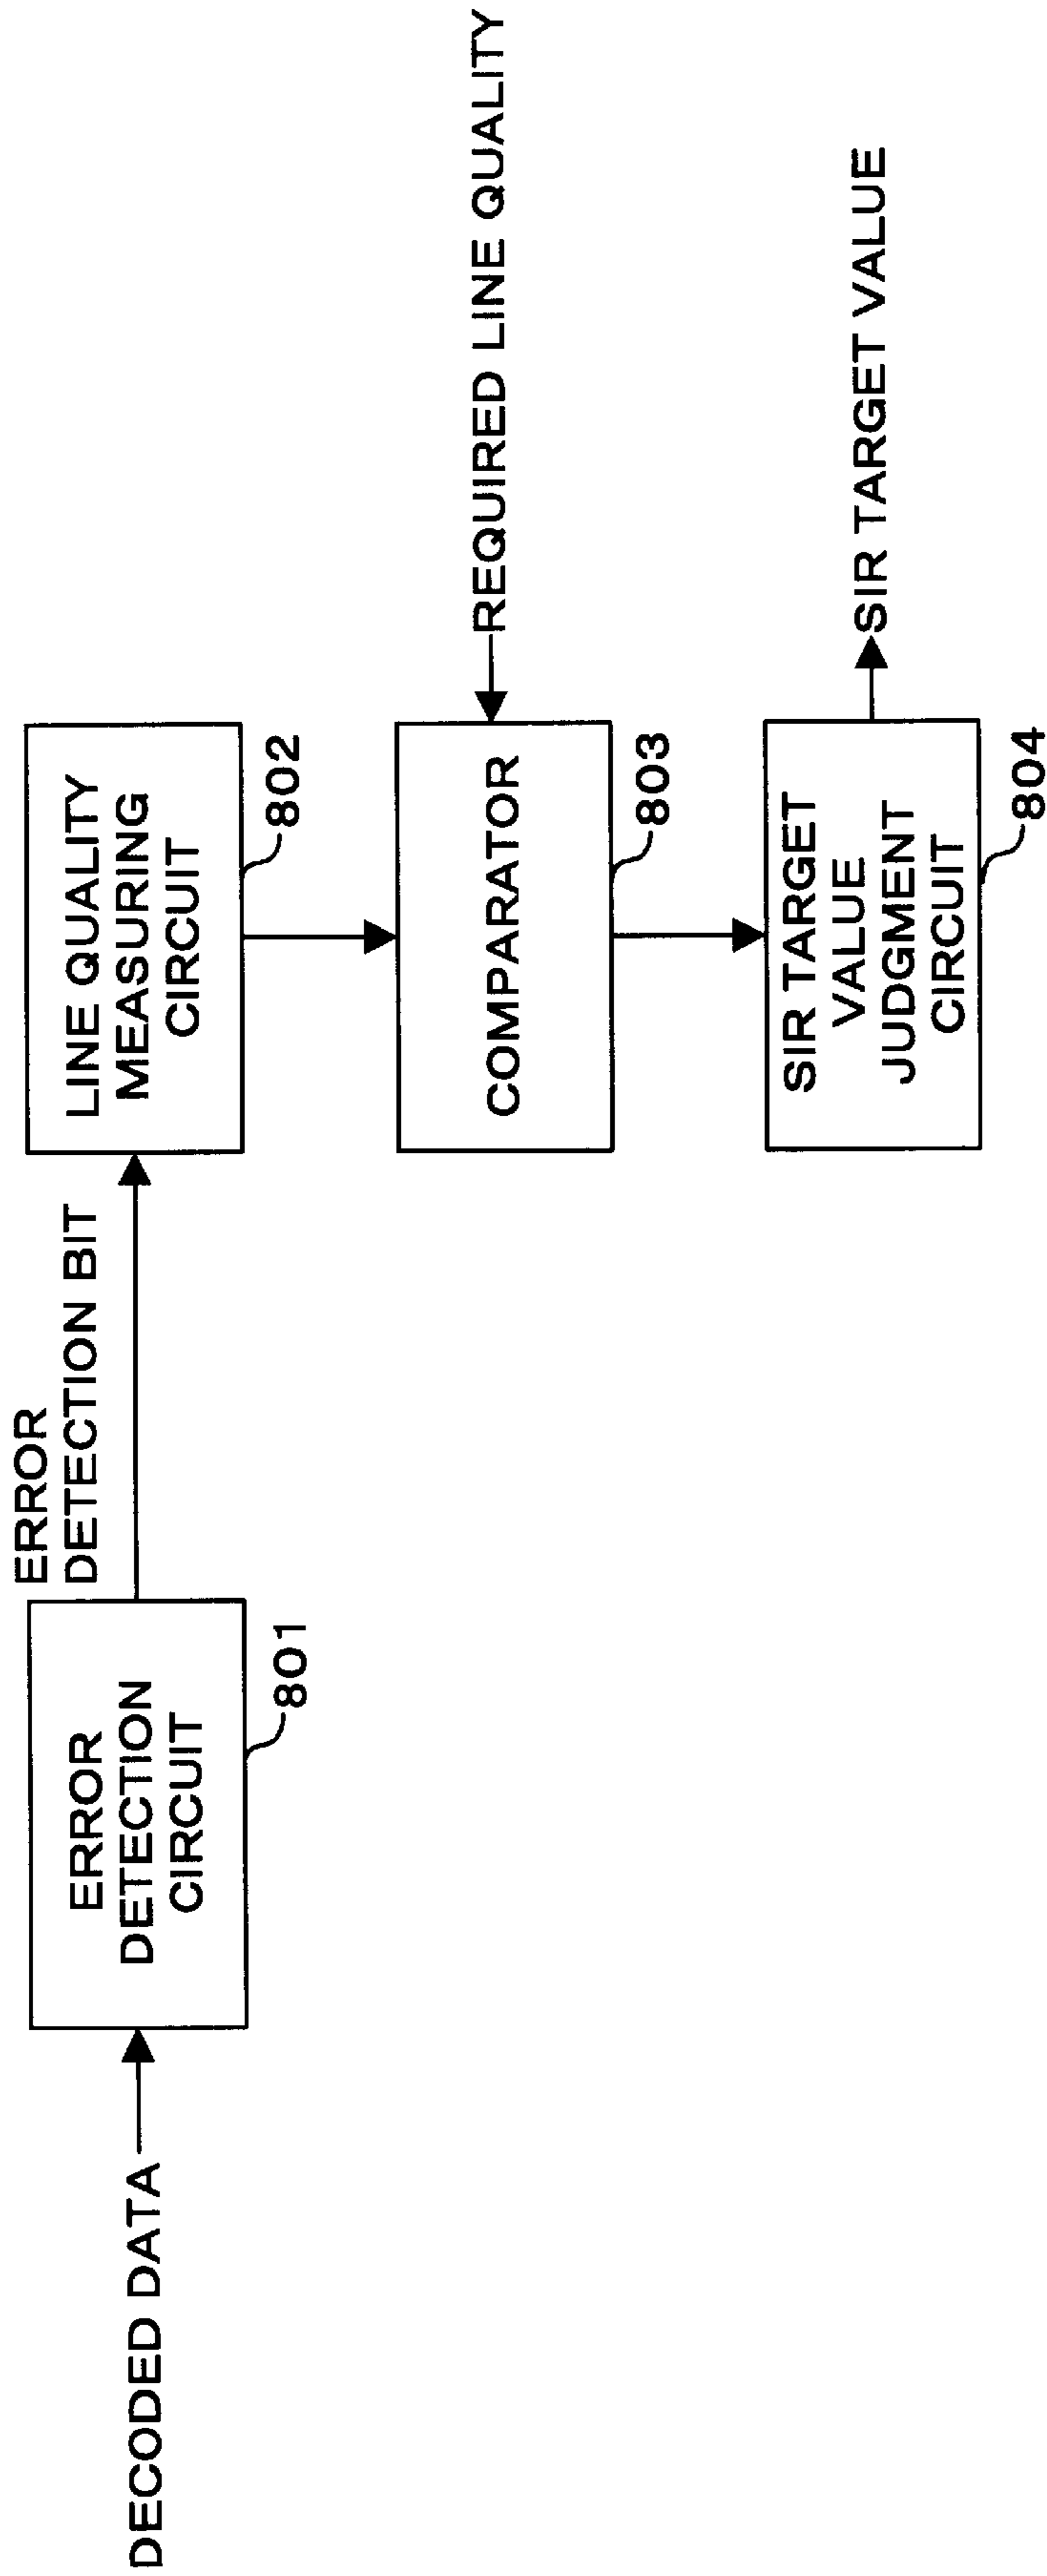 DECODED DATA
ERROR
DETECTION
CIRCUIT
801
ERROR
DETECTION BIT
LINE QUALITY
MEASURING
CIRCUIT
802
COMPARATOR
803
REQUIRED LINE QUALITY
SIR TARGET
VALUE
JUDGMENT
CIRCUIT
804
SIR TARGET VALUE